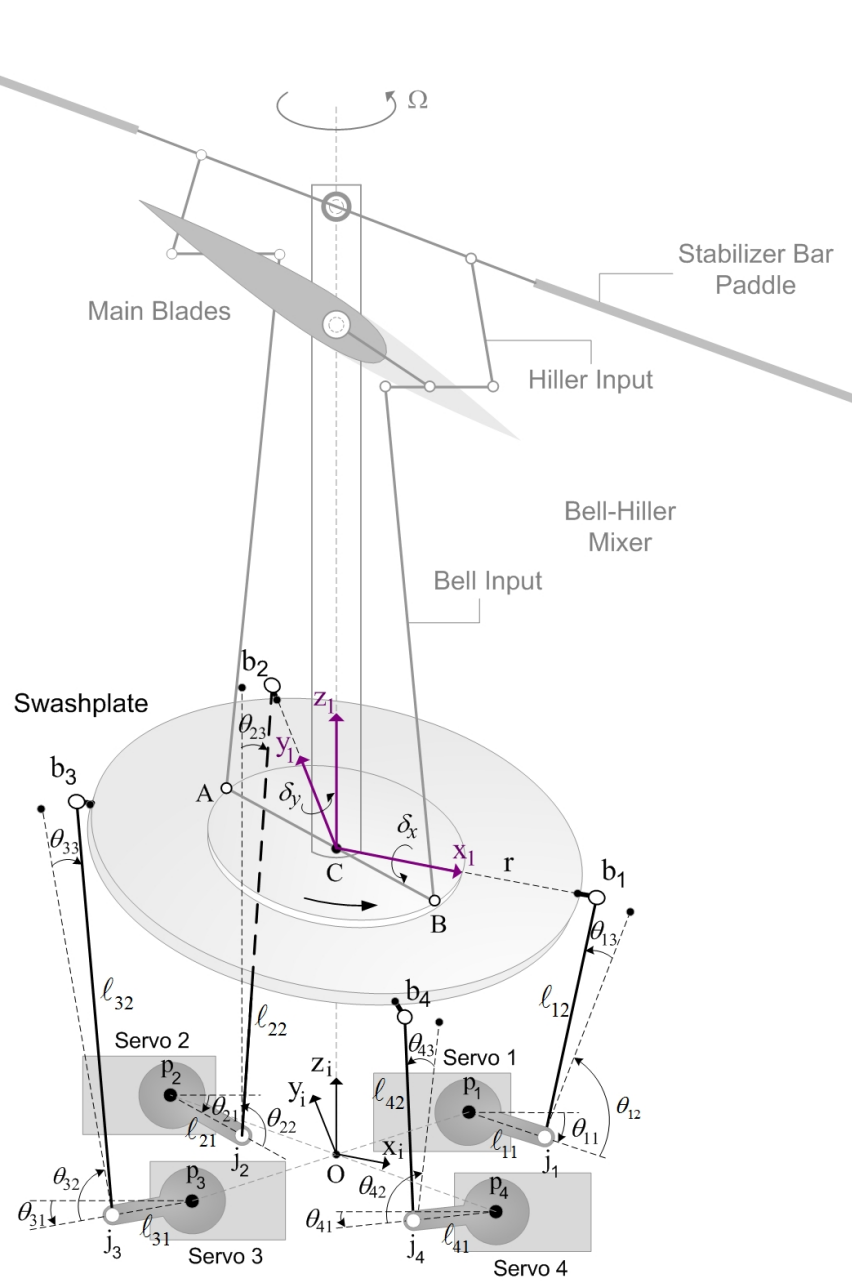 Ω
Stabilizer Bar
Paddle
Main Blades
Hiller Input
Bell-Hiller
Mixer
Bell Input
b2
Swashplate
z1
θ23
y1
b3
A
δy
δx
θ33
x1
r
b1
C
B
θ13
ℓ32
b4
ℓ12
ℓ22
Servo 2
θ43
Servo 1
p2
zi
p1
yi
ℓ42
θ21
θ22
θ12
ℓ21
θ11
ℓ11
j2
O
xi
j1
θ32
p3
θ42
p4
θ31
θ41
ℓ31
ℓ41
j3
Servo 3
j4
Servo 4